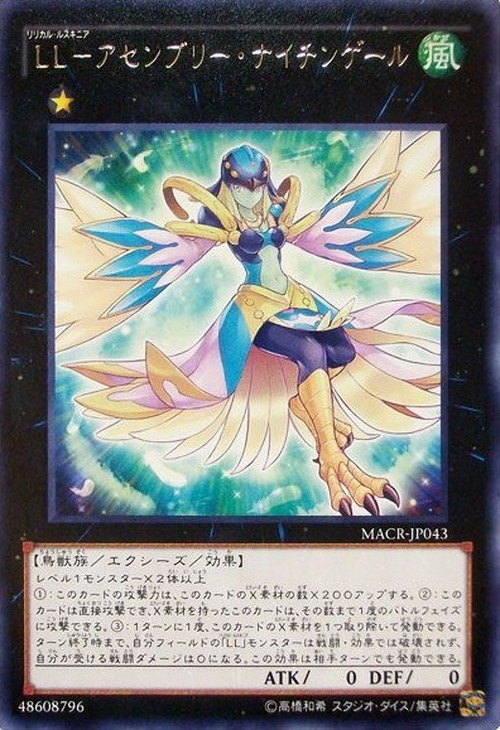 リリカル・ルスキニア
LL－アセンブリー・ナイチンゲール
風
MACR-JP043
【鳥獣族／エクシーズ／効果】
レベル1モンスター×2体以上
①：このカードの攻撃力は、このカードのX素材の数×200アップする。②：この
カードは直接攻撃でき、X素材を持ったこのカードは、その数まで1度のバトルフェイズ
に攻撃できる。③：1ターンに1度、このカードのX素材を1つ取り除いて発動できる。
ターン終了時まで、自分フィールドの「LL」モンスターは戦闘・効果では破壊されず、
自分が受ける戦闘ダメージは0になる。この効果は相手ターンでも発動できる。
ATK/ 0 DEF/ 0
48608796 ©高橋和希 スタジオ・ダイス/集英社